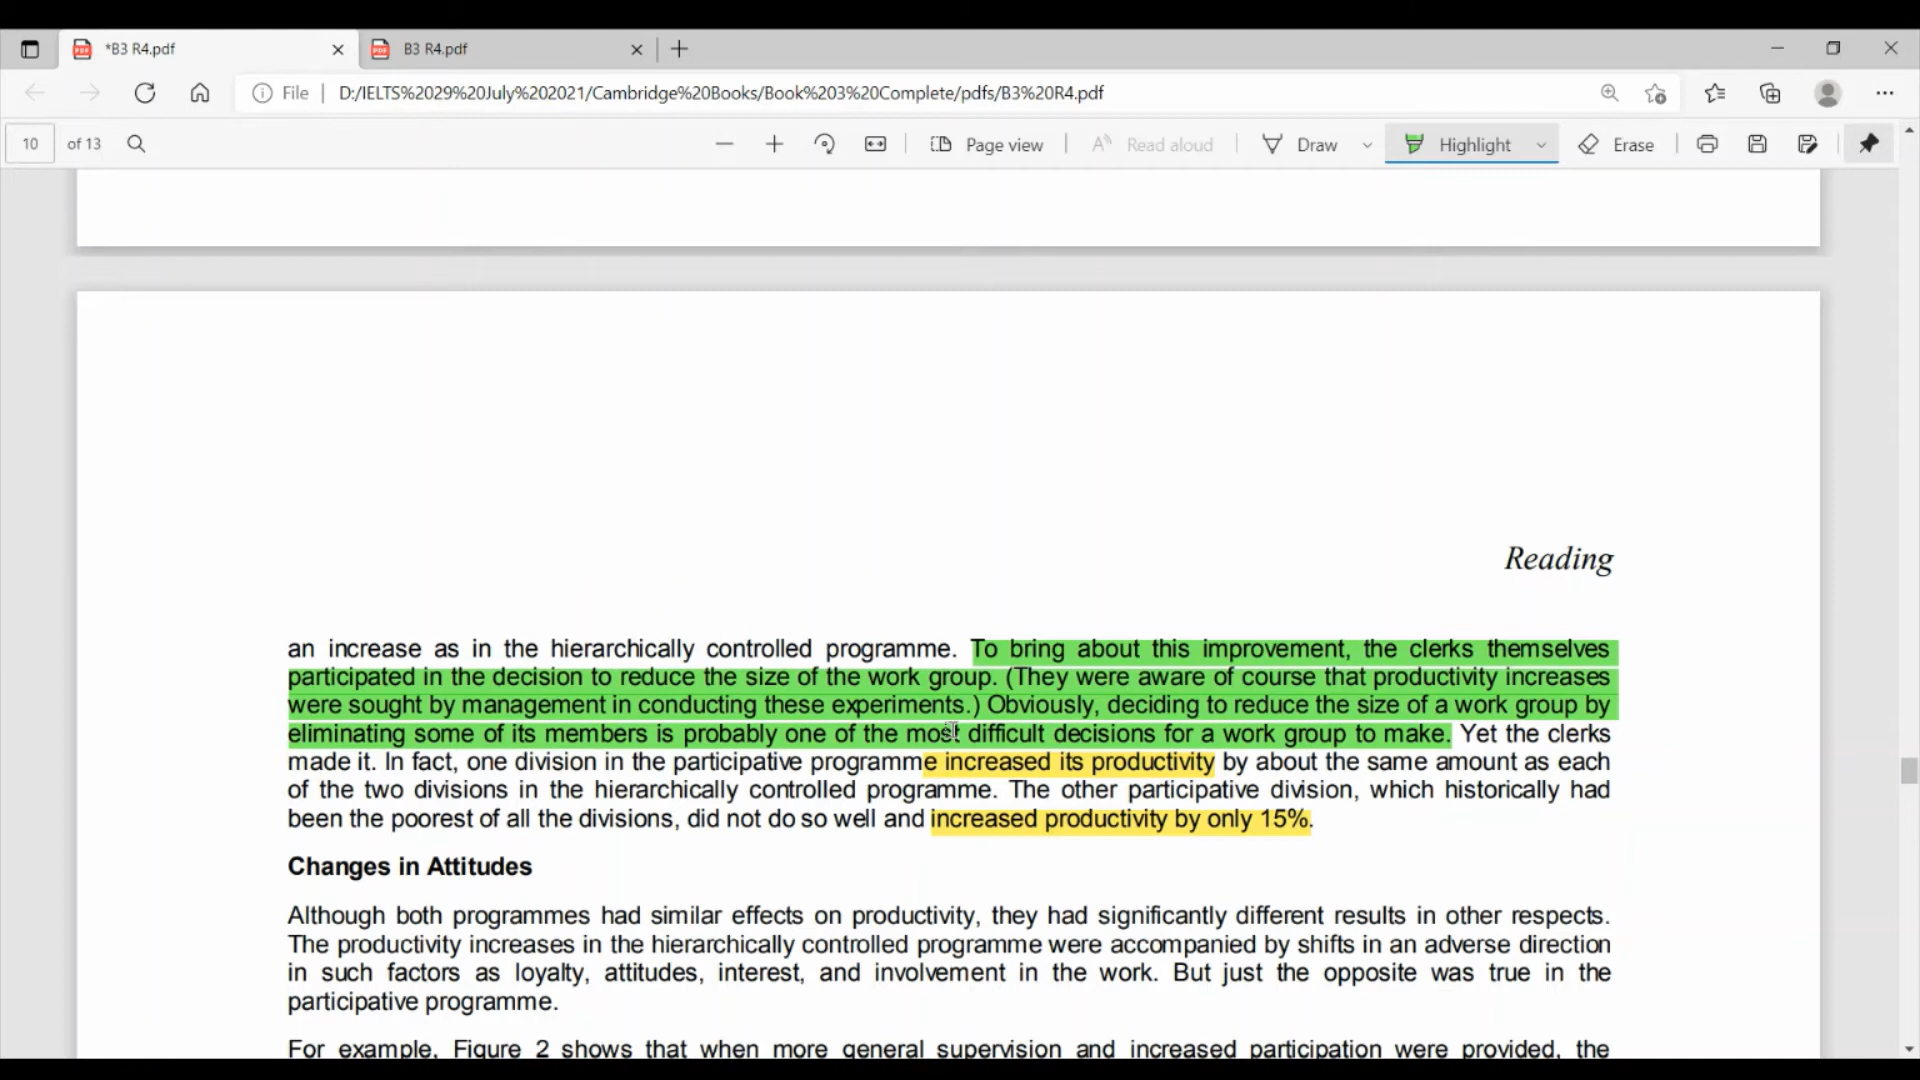 *B3 R4.pdf
B3 R4.pdf
File | D:/IELTS%2029%20July%202021/Cambridge%20Books/Book%203%20Complete/pdfs/B3%20R4.pdf
10 of 13
Page view
Read aloud
Draw
Highlight
Erase
Reading
an increase as in the hierarchically controlled programme. To bring about this improvement, the clerks themselves
participated in the decision to reduce the size of the work group. (They were aware of course that productivity increases
were sought by management in conducting these experiments.) Obviously, deciding to reduce the size of a work group by
eliminating some of its members is probably one of the most difficult decisions for a work group to make. Yet the clerks
made it. In fact, one division in the participative programme increased its productivity by about the same amount as each
of the two divisions in the hierarchically controlled programme. The other participative division, which historically had
been the poorest of all the divisions, did not do so well and increased productivity by only 15%.
Changes in Attitudes
Although both programmes had similar effects on productivity, they had significantly different results in other respects.
The productivity increases in the hierarchically controlled programme were accompanied by shifts in an adverse direction
in such factors as loyalty, attitudes, interest, and involvement in the work. But just the opposite was true in the
participative programme.
For example, Figure 2 shows that when more general supervision and increased participation were provided, the